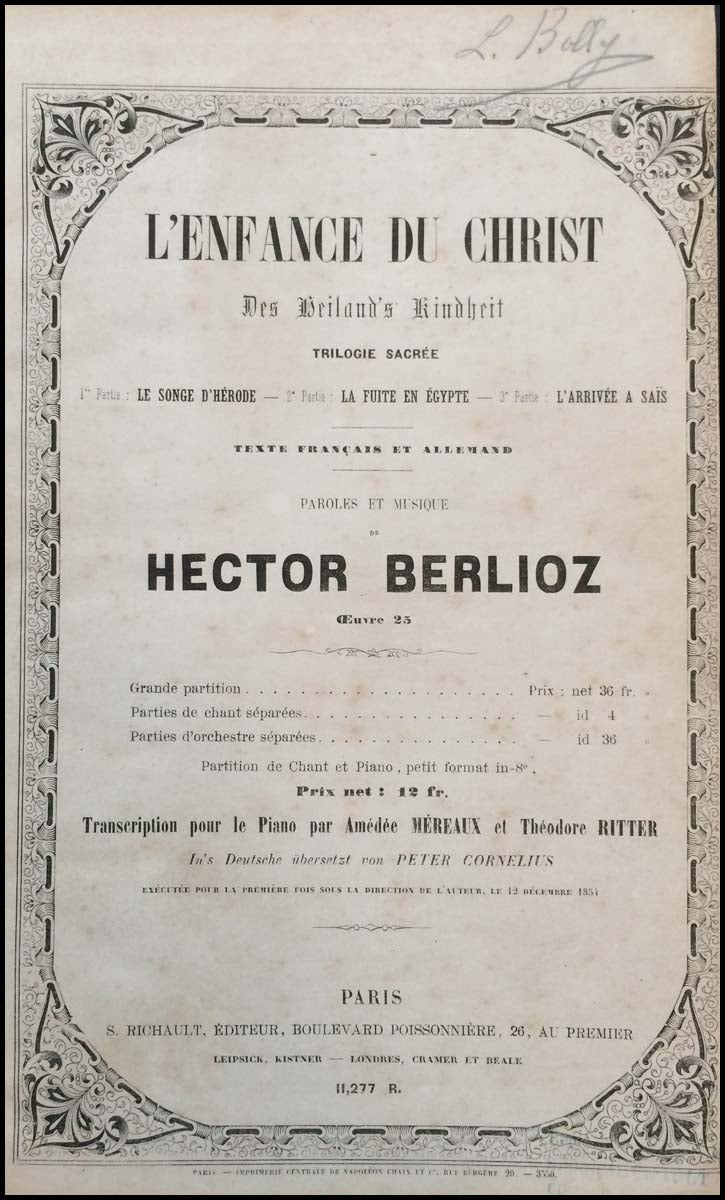 L. Bolly
L'ENFANCE DU CHRIST
Des Heiland's Kindheit
TRILOGIE SACRÉE
1re Partie : LE SONGE D'HÉRODE — 2e Partie : LA FUITE EN ÉGYPTE — 3e Partie : L'ARRIVÉE A SAÏS
TEXTE FRANÇAIS ET ALLEMAND
PAROLES ET MUSIQUE
DE
HECTOR BERLIOZ
Œuvre 25
Grande partition . . . . . . . . . . . . . . . . . . . . Prix : net 36 fr. »
Parties de chant séparées. . . . . . . . . . . . . . . . — id 4 »
Parties d'orchestre séparées. . . . . . . . . . . . . . . — id 36 »
Partition de Chant et Piano, petit format in-8º,
Prix net : 12 fr.
Transcription pour le Piano par Amédée MÉREAUX et Théodore RITTER
In's Deutsche übersetzt von PETER CORNELIUS
EXÉCUTÉE POUR LA PREMIÈRE FOIS SOUS LA DIRECTION DE L'AUTEUR, LE 12 DÉCEMBRE 1854
PARIS
S. RICHAULT, ÉDITEUR, BOULEVARD POISSONNIÈRE, 26, AU PREMIER
LEIPSICK, KISTNER — LONDRES, CRAMER ET BEALE
11,277 R.
PARIS. — IMPRIMERIE CENTRALE DE NAPOLÉON CHAIX ET Cº, RUE BERGÈRE, 20. — 3550.